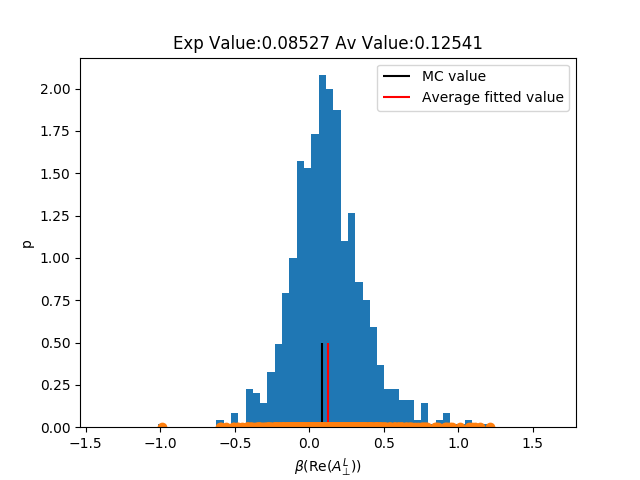 Exp Value:0.08527 Av Value:0.12541
MC value
Average fitted value
p
2.00
1.75
1.50
1.25
1.00
0.75
0.50
0.25
0.00
−1.5 −1.0 −0.5 0.0 0.5 1.0 1.5
β(Re(A_⊥^L))